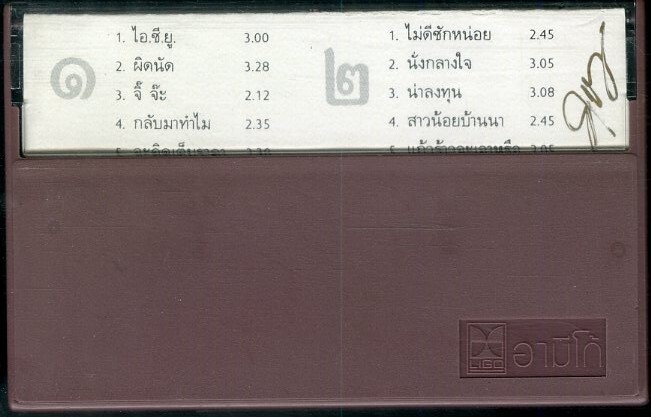 ๑
1. ไอ.ซี.ยู. 3.00
2. ผิดนัด 3.28
3. จี๊ จ๊ะ 2.12
4. กลับมาทำไม 2.35
๒
1. ไม่ดีซักหน่อย 2.45
2. นั่งกลางใจ 3.05
3. น่าลงทุน 3.08
4. สาวน้อยบ้านนา 2.45
อามีโก้